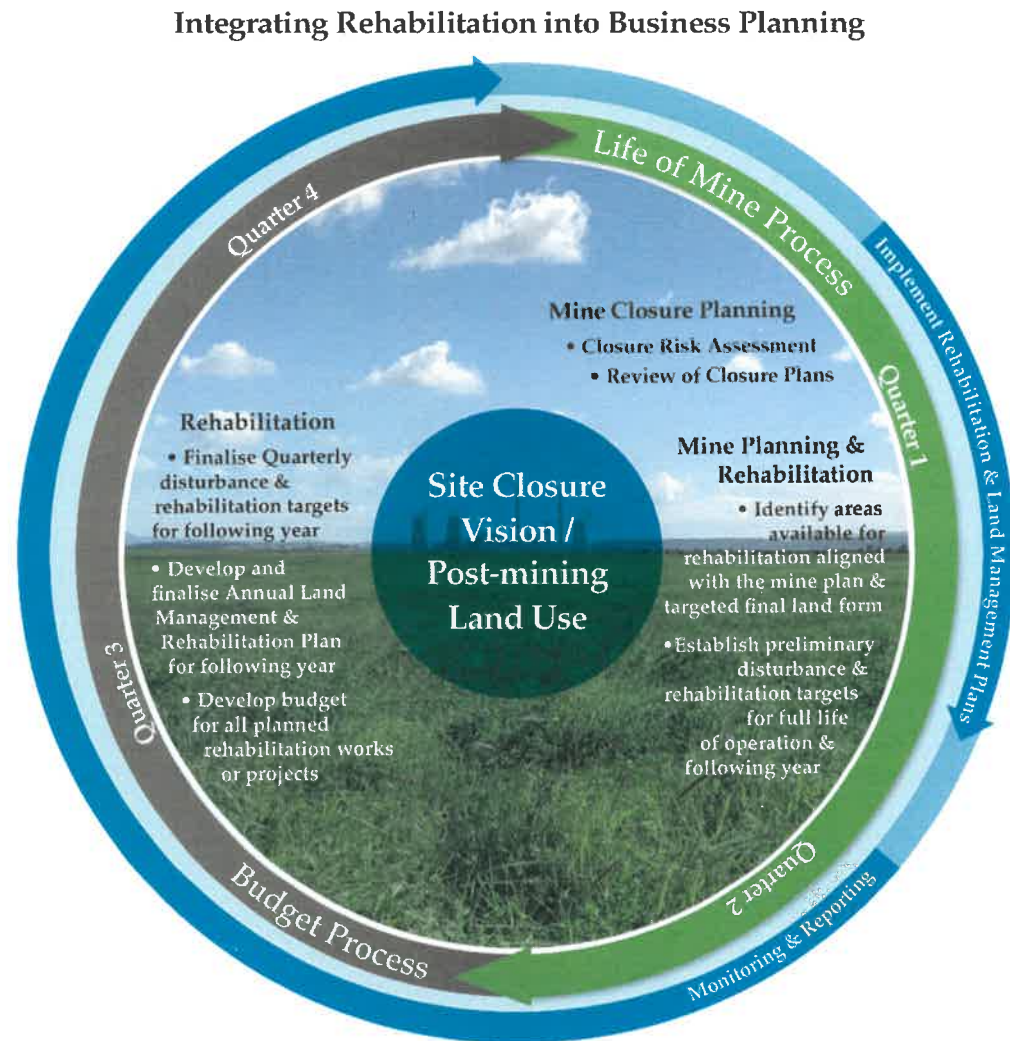 Integrating Rehabilitation into Business Planning
Life of Mine Process
Quarter 4
Implement Rehabilitation & Land Management Plans
Mine Closure Planning
• Closure Risk Assessment
• Review of Closure Plans
Quarter 1
Rehabilitation
• Finalise Quarterly
disturbance &
rehabilitation targets
for following year
• Develop and
finalise Annual Land
Management &
Rehabilitation Plan
for following year
• Develop budget
for all planned
rehabilitation works
or projects
Site Closure
Vision /
Post-mining
Land Use
Mine Planning &
Rehabilitation
• Identify areas
available for
rehabilitation aligned
with the mine plan &
targeted final land form
•Establish preliminary
disturbance &
rehabilitation targets
for full life
of operation &
following year
Quarter 3
Quarter 2
Budget Process
Monitoring & Reporting